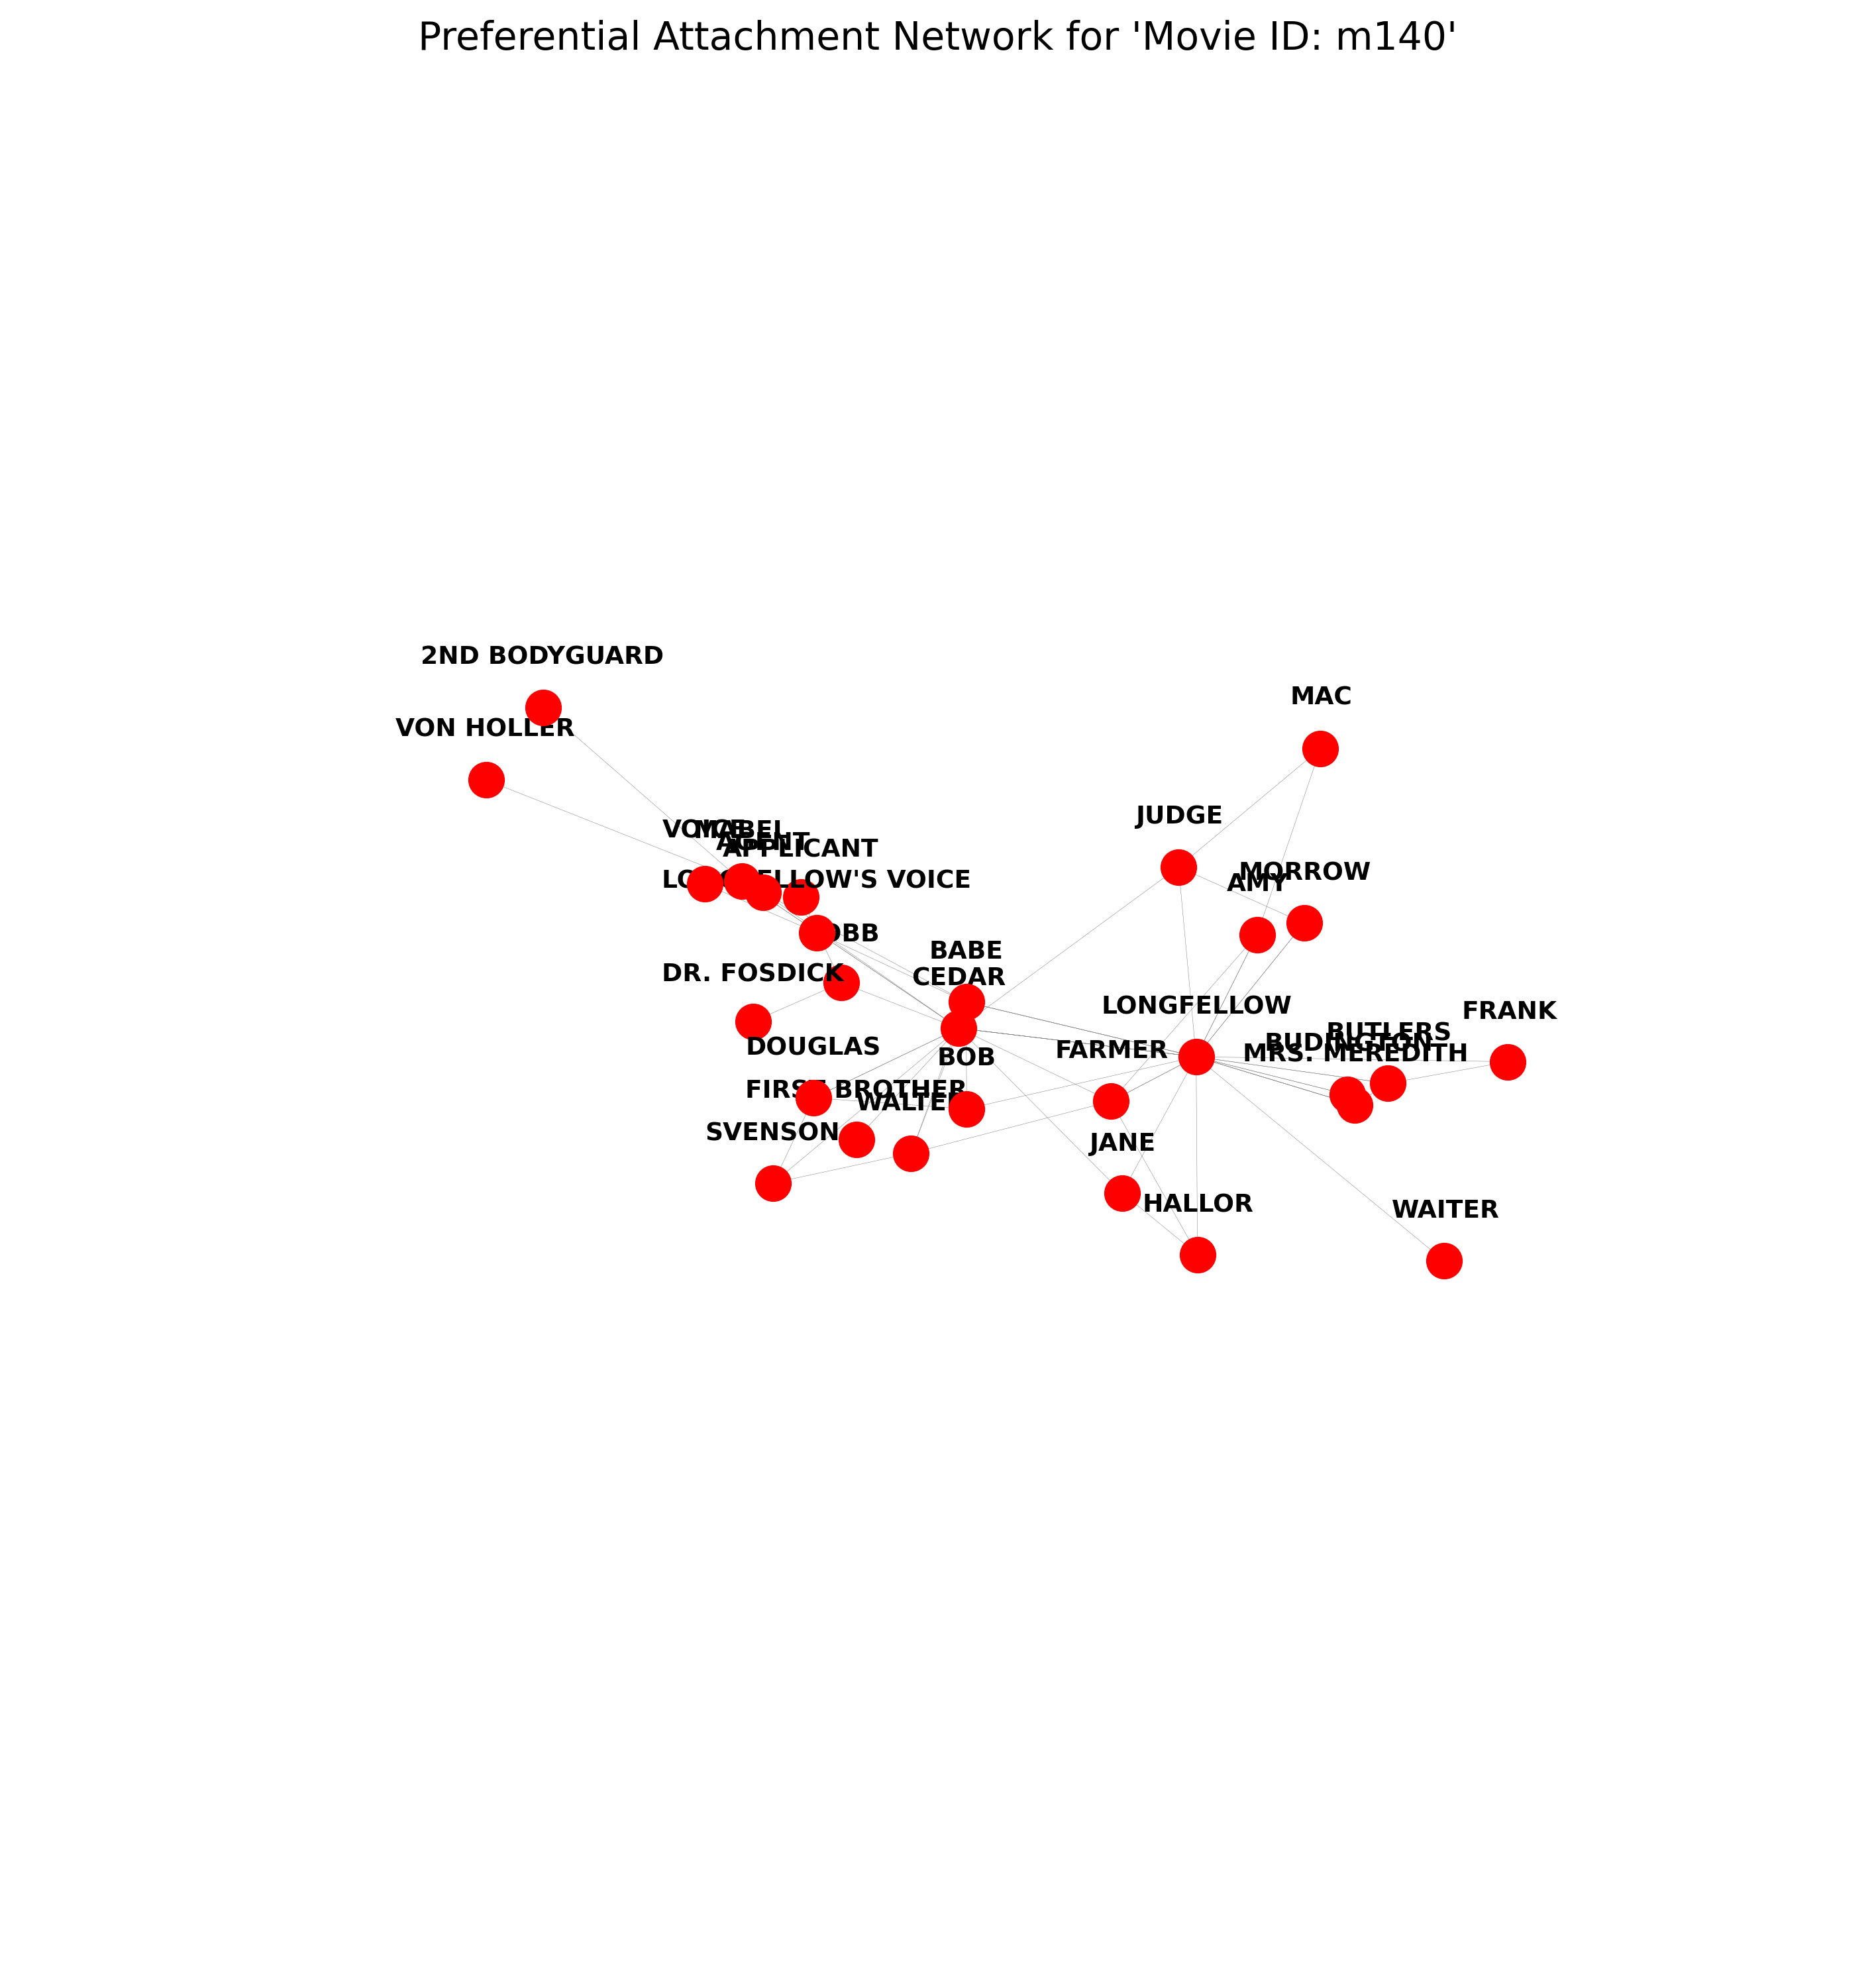 Preferential Attachment Network for 'Movie ID: m140'
2ND BODYGUARD
MAC
VON HOLLER
JUDGE
VOICE
MABEL
AGENT
APPLICANT
MORROW
LONGFELLOW'S VOICE
AMY
BABE
DR. FOSDICK
CEDAR
LONGFELLOW
FRANK
BUTLERS
BUDINGTON
DOUGLAS
FARMER
MRS. MEREDITH
BOB
FIRST BROTHER
WALTER
SVENSON
JANE
HALLOR
WAITER